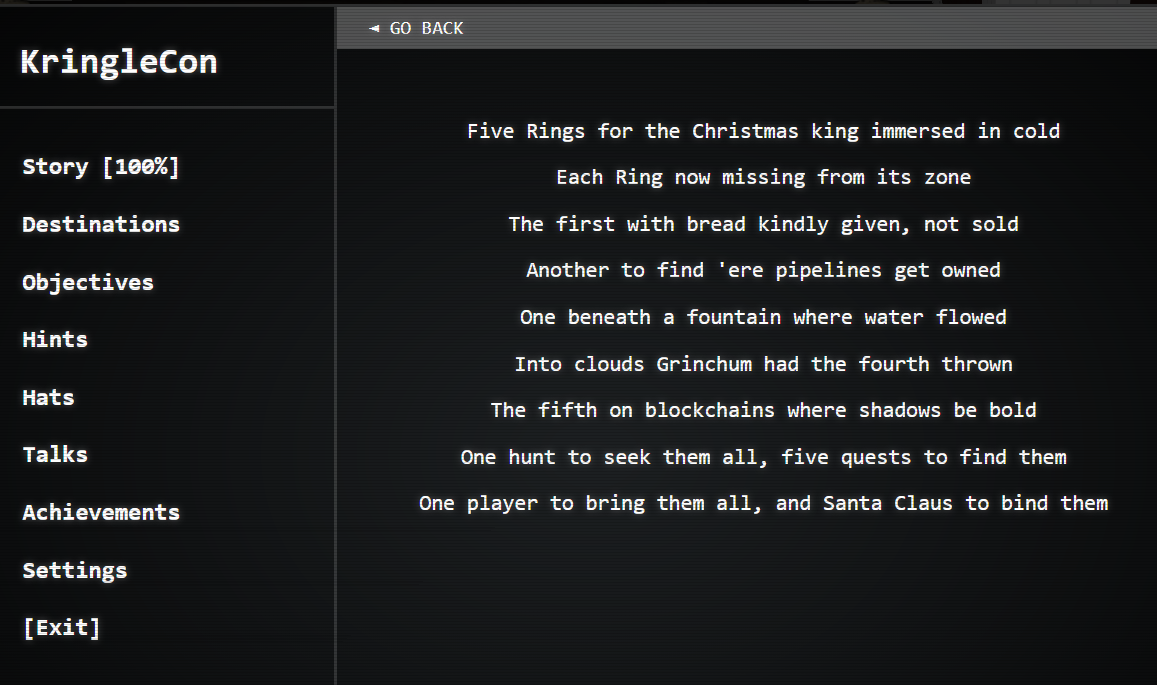 ◄ GO BACK
KringleCon
Story [100%]
Destinations
Objectives
Hints
Hats
Talks
Achievements
Settings
[Exit]
Five Rings for the Christmas king immersed in cold
Each Ring now missing from its zone
The first with bread kindly given, not sold
Another to find 'ere pipelines get owned
One beneath a fountain where water flowed
Into clouds Grinchum had the fourth thrown
The fifth on blockchains where shadows be bold
One hunt to seek them all, five quests to find them
One player to bring them all, and Santa Claus to bind them